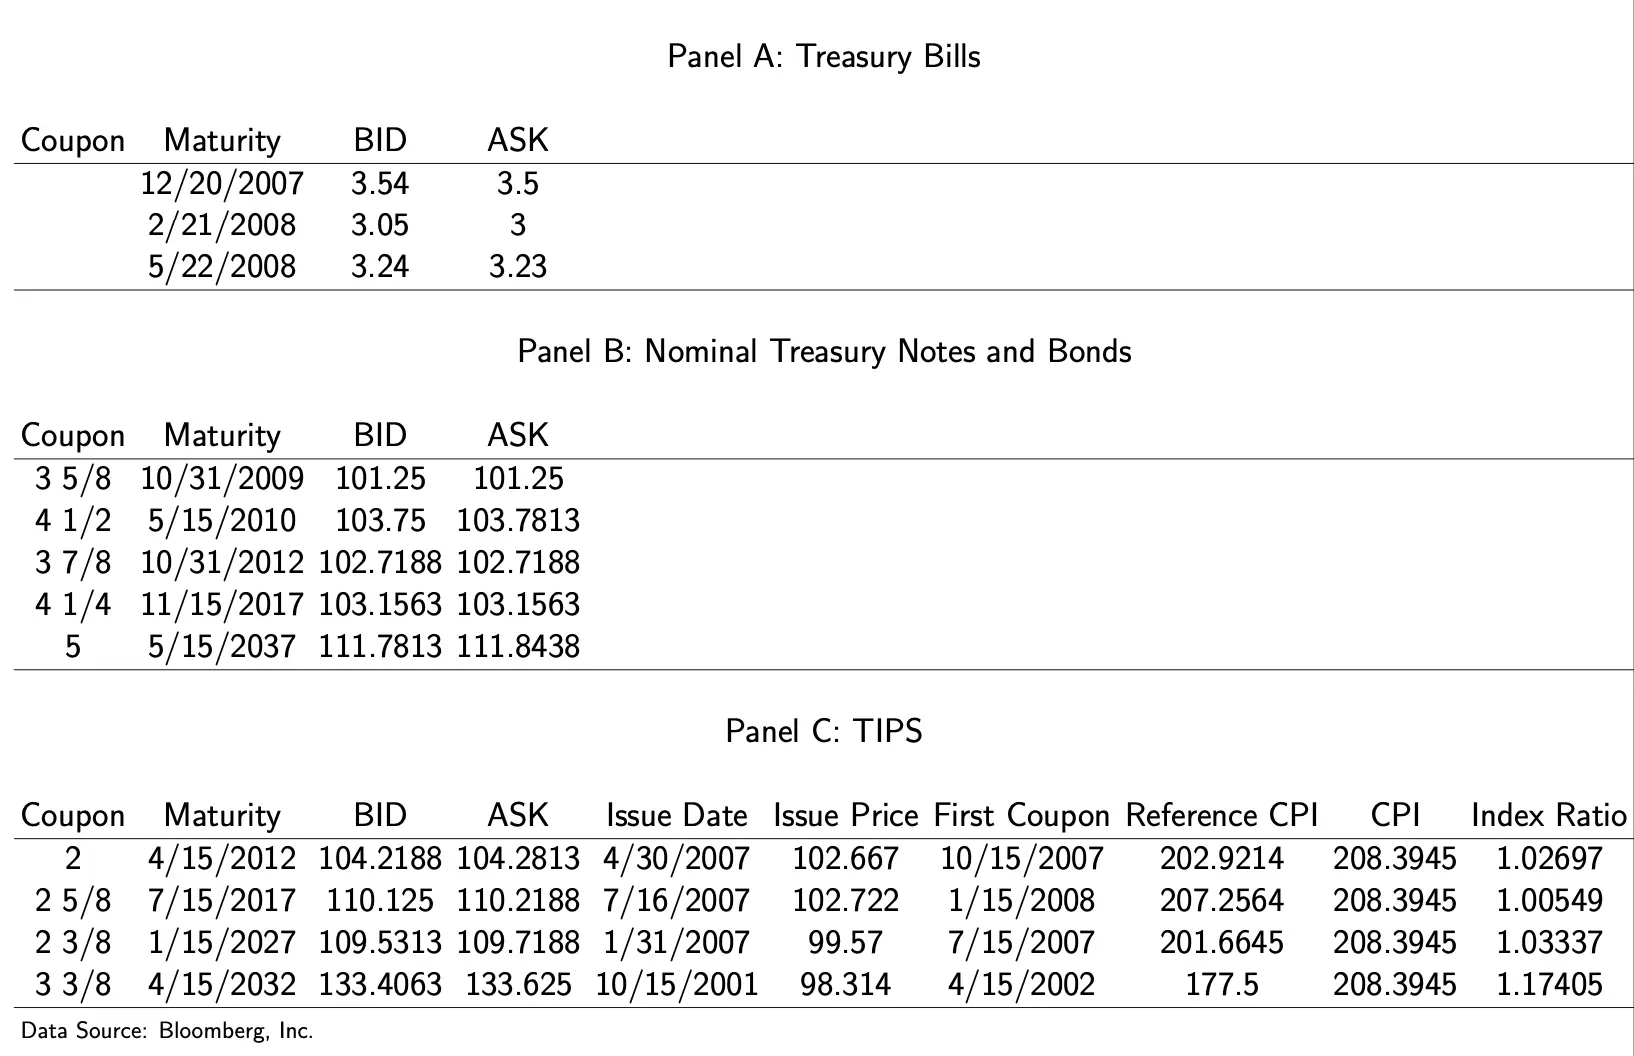 Panel A: Treasury Bills
Coupon Maturity BID ASK
12/20/2007 3.54 3.5
2/21/2008 3.05 3
5/22/2008 3.24 3.23
Panel B: Nominal Treasury Notes and Bonds
Coupon Maturity BID ASK
3 5/8 10/31/2009 101.25 101.25
4 1/2 5/15/2010 103.75 103.7813
3 7/8 10/31/2012 102.7188 102.7188
4 1/4 11/15/2017 103.1563 103.1563
5 5/15/2037 111.7813 111.8438
Panel C: TIPS
Coupon Maturity BID ASK Issue Date Issue Price First Coupon Reference CPI CPI Index Ratio
2 4/15/2012 104.2188 104.2813 4/30/2007 102.667 10/15/2007 202.9214 208.3945 1.02697
2 5/8 7/15/2017 110.125 110.2188 7/16/2007 102.722 1/15/2008 207.2564 208.3945 1.00549
2 3/8 1/15/2027 109.5313 109.7188 1/31/2007 99.57 7/15/2007 201.6645 208.3945 1.03337
3 3/8 4/15/2032 133.4063 133.625 10/15/2001 98.314 4/15/2002 177.5 208.3945 1.17405
Data Source: Bloomberg, Inc.